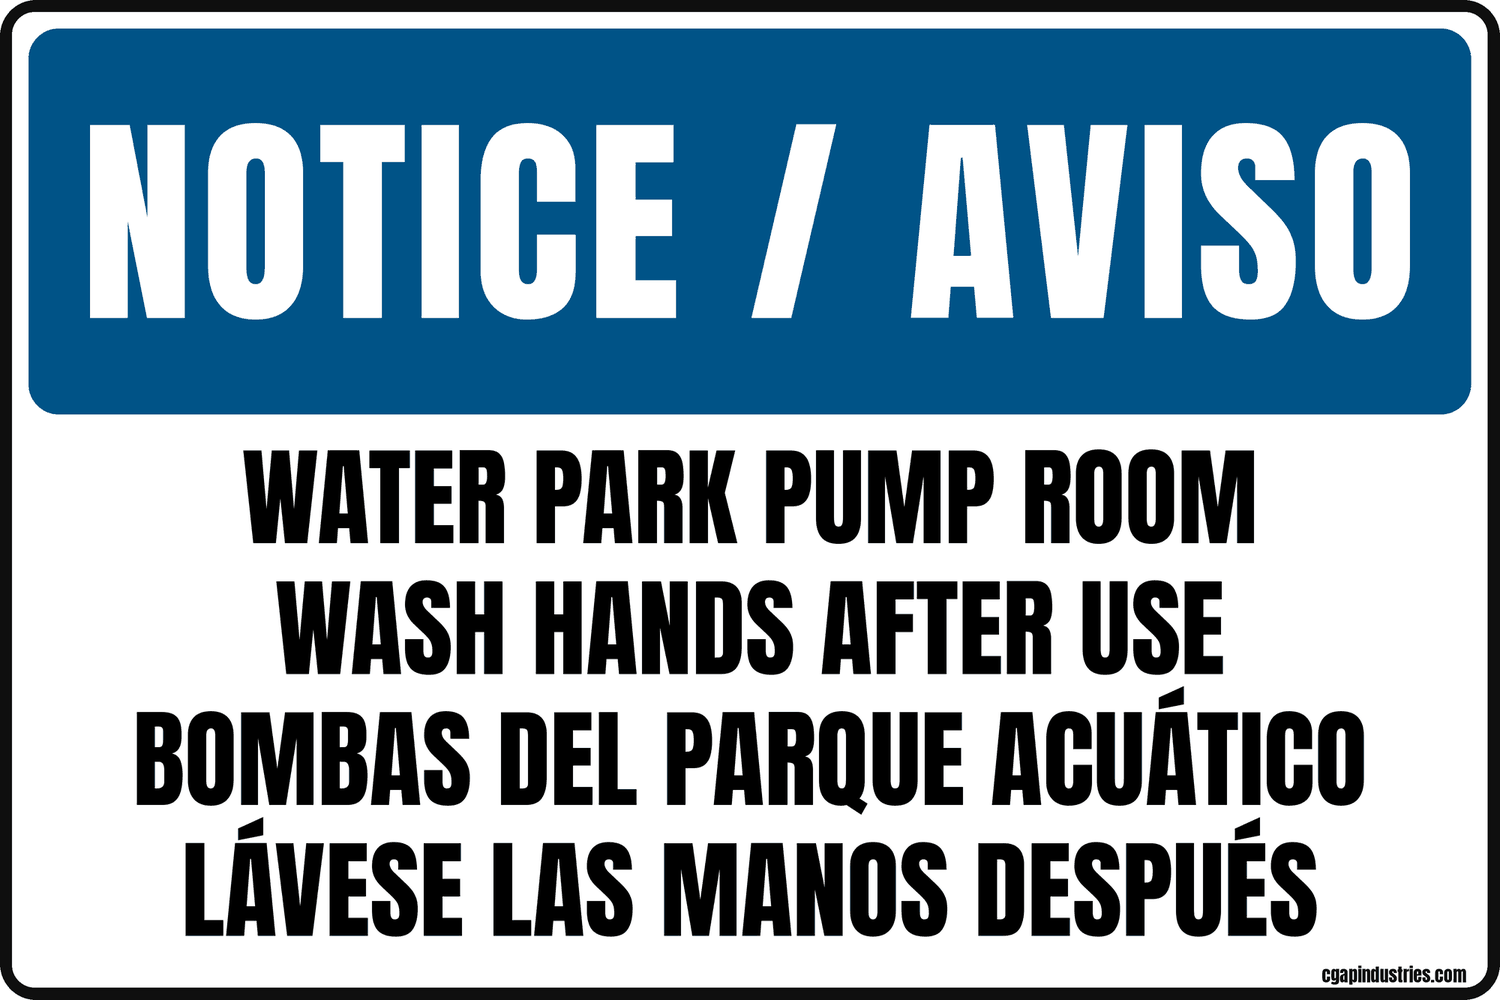 NOTICE / AVISO
WATER PARK PUMP ROOM
WASH HANDS AFTER USE
BOMBAS DEL PARQUE ACUÁTICO
LÁVESE LAS MANOS DESPUÉS
cgapindustries.com